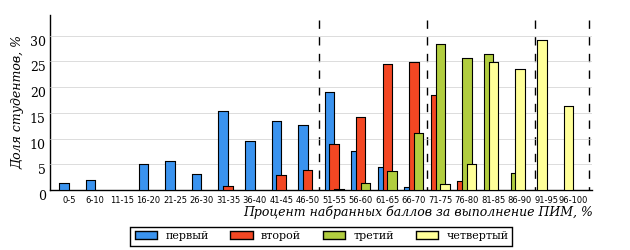 Доля студентов, %
30
25
20
15
10
5
0
0-5 6-10 11-15 16-20 21-25 26-30 31-35 36-40 41-45 46-50 51-55 56-60 61-65 66-70 71-75 76-80 81-85 86-90 91-95 96-100
Процент набранных баллов за выполнение ПИМ, %
первый второй третий четвертый